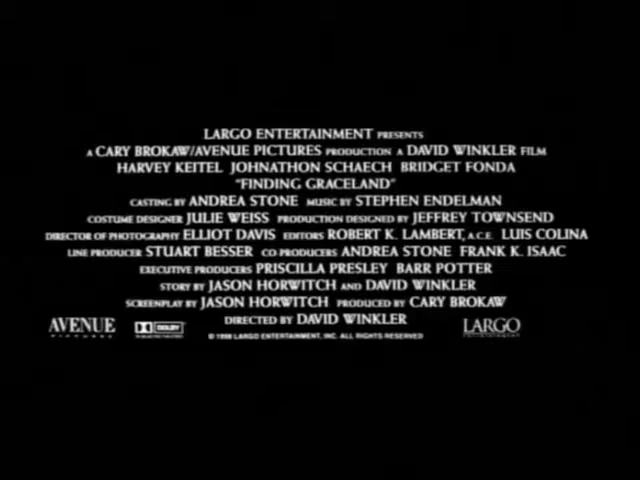 LARGO ENTERTAINMENT PRESENTS
A CARY BROKAW/AVENUE PICTURES PRODUCTION A DAVID WINKLER FILM
HARVEY KEITEL JOHNATHON SCHAECH BRIDGET FONDA
"FINDING GRACELAND"
CASTING BY ANDREA STONE MUSIC BY STEPHEN ENDELMAN
COSTUME DESIGNER JULIE WEISS PRODUCTION DESIGNED BY JEFFREY TOWNSEND
DIRECTOR OF PHOTOGRAPHY ELLIOT DAVIS EDITORS ROBERT K. LAMBERT, A.C.E. LUIS COLINA
LINE PRODUCER STUART BESSER CO-PRODUCERS ANDREA STONE FRANK K. ISAAC
EXECUTIVE PRODUCERS PRISCILLA PRESLEY BARR POTTER
STORY BY JASON HORWITCH AND DAVID WINKLER
SCREENPLAY BY JASON HORWITCH PRODUCED BY CARY BROKAW
DIRECTED BY DAVID WINKLER
AVENUE PICTURES
DOLBY
LARGO
© 1998 LARGO ENTERTAINMENT, INC. ALL RIGHTS RESERVED